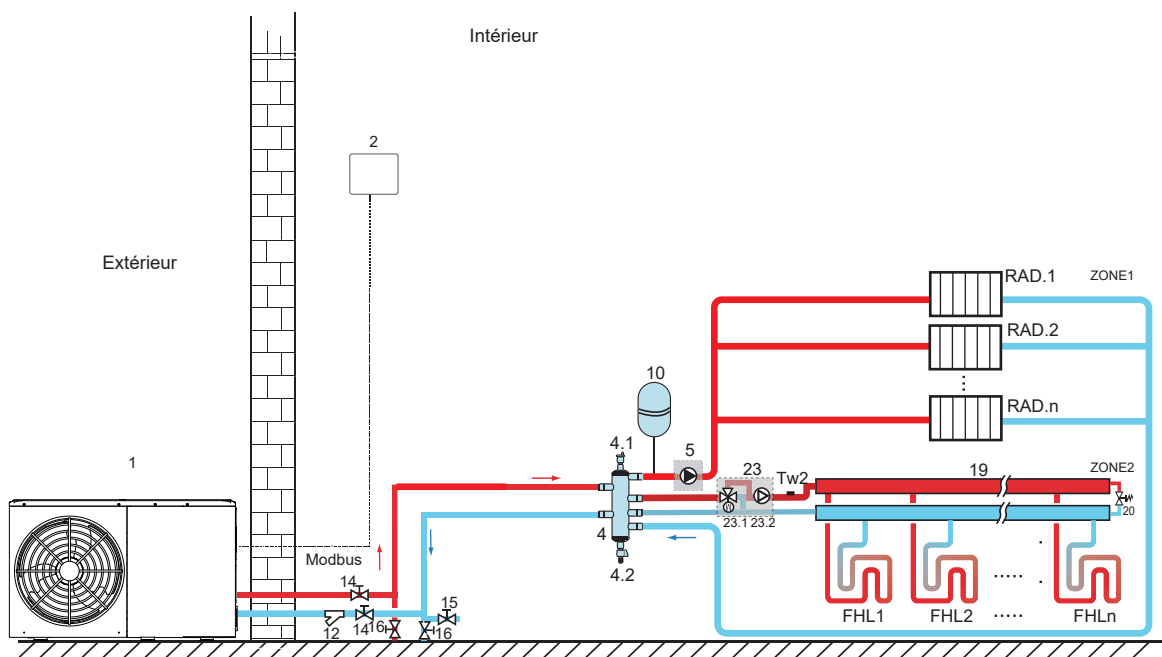 Intérieur
2
Extérieur
RAD.1
ZONE1
RAD.2
10
RAD.n
4.1
5
1
23
Tw2
19
ZONE2
20
4
23.1
23.2
Modbus
4.2
14
15
12
14
16
16
FHL1
FHL2
FHLn